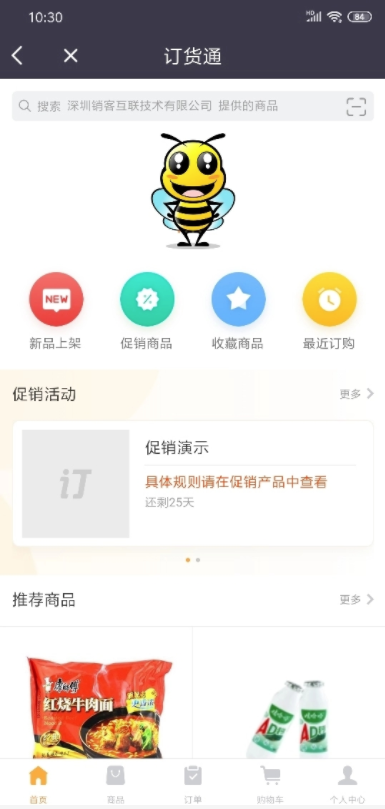 10:30
HD
84
订货通
搜索 深圳销客互联技术有限公司 提供的商品
NEW
新品上架
促销商品
收藏商品
最近订购
促销活动
更多
iT
促销演示
具体规则请在促销产品中查看
还剩25天
推荐商品
更多
康师傅
红烧牛肉面
AD
AD
首页
商品
订单
购物车
个人中心